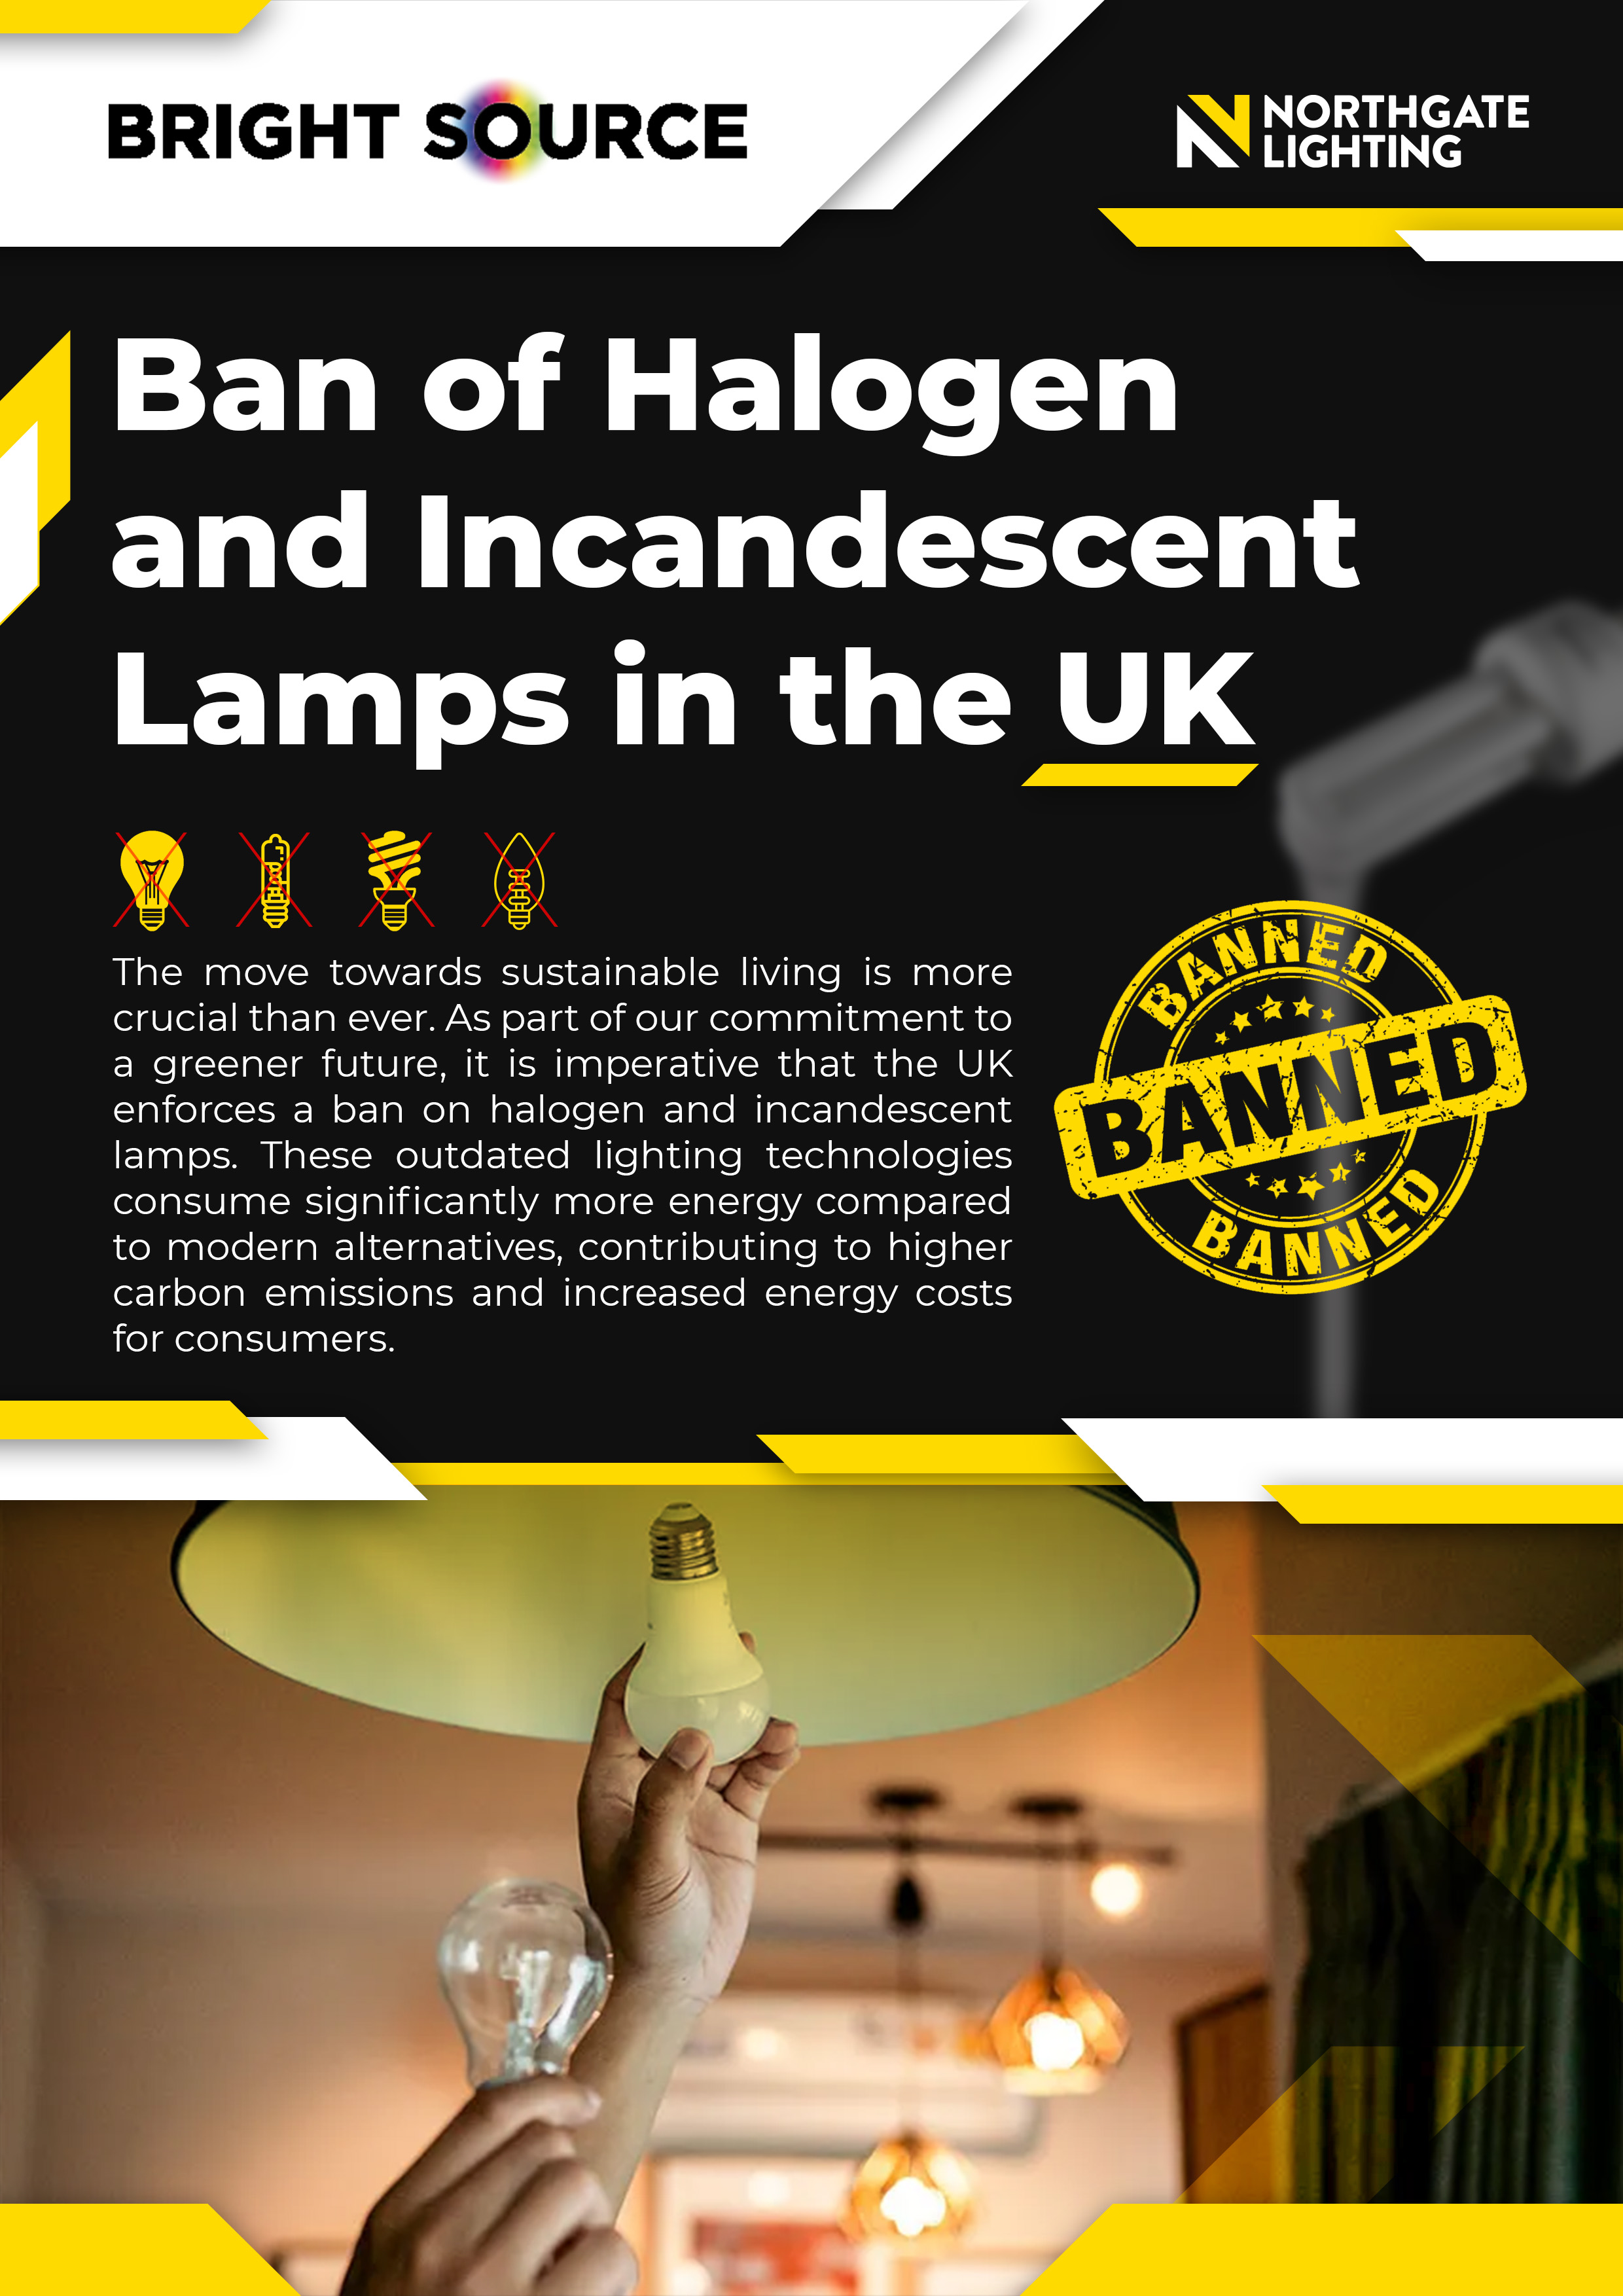 BRIGHT SOURCE
NORTHGATE
LIGHTING
Ban of Halogen
and Incandescent
Lamps in the UK
The move towards sustainable living is more
crucial than ever. As part of our commitment to
a greener future, it is imperative that the UK
enforces a ban on halogen and incandescent
lamps. These outdated lighting technologies
consume significantly more energy compared
to modern alternatives, contributing to higher
carbon emissions and increased energy costs
for consumers.
BANNED
BANNED
BANNED